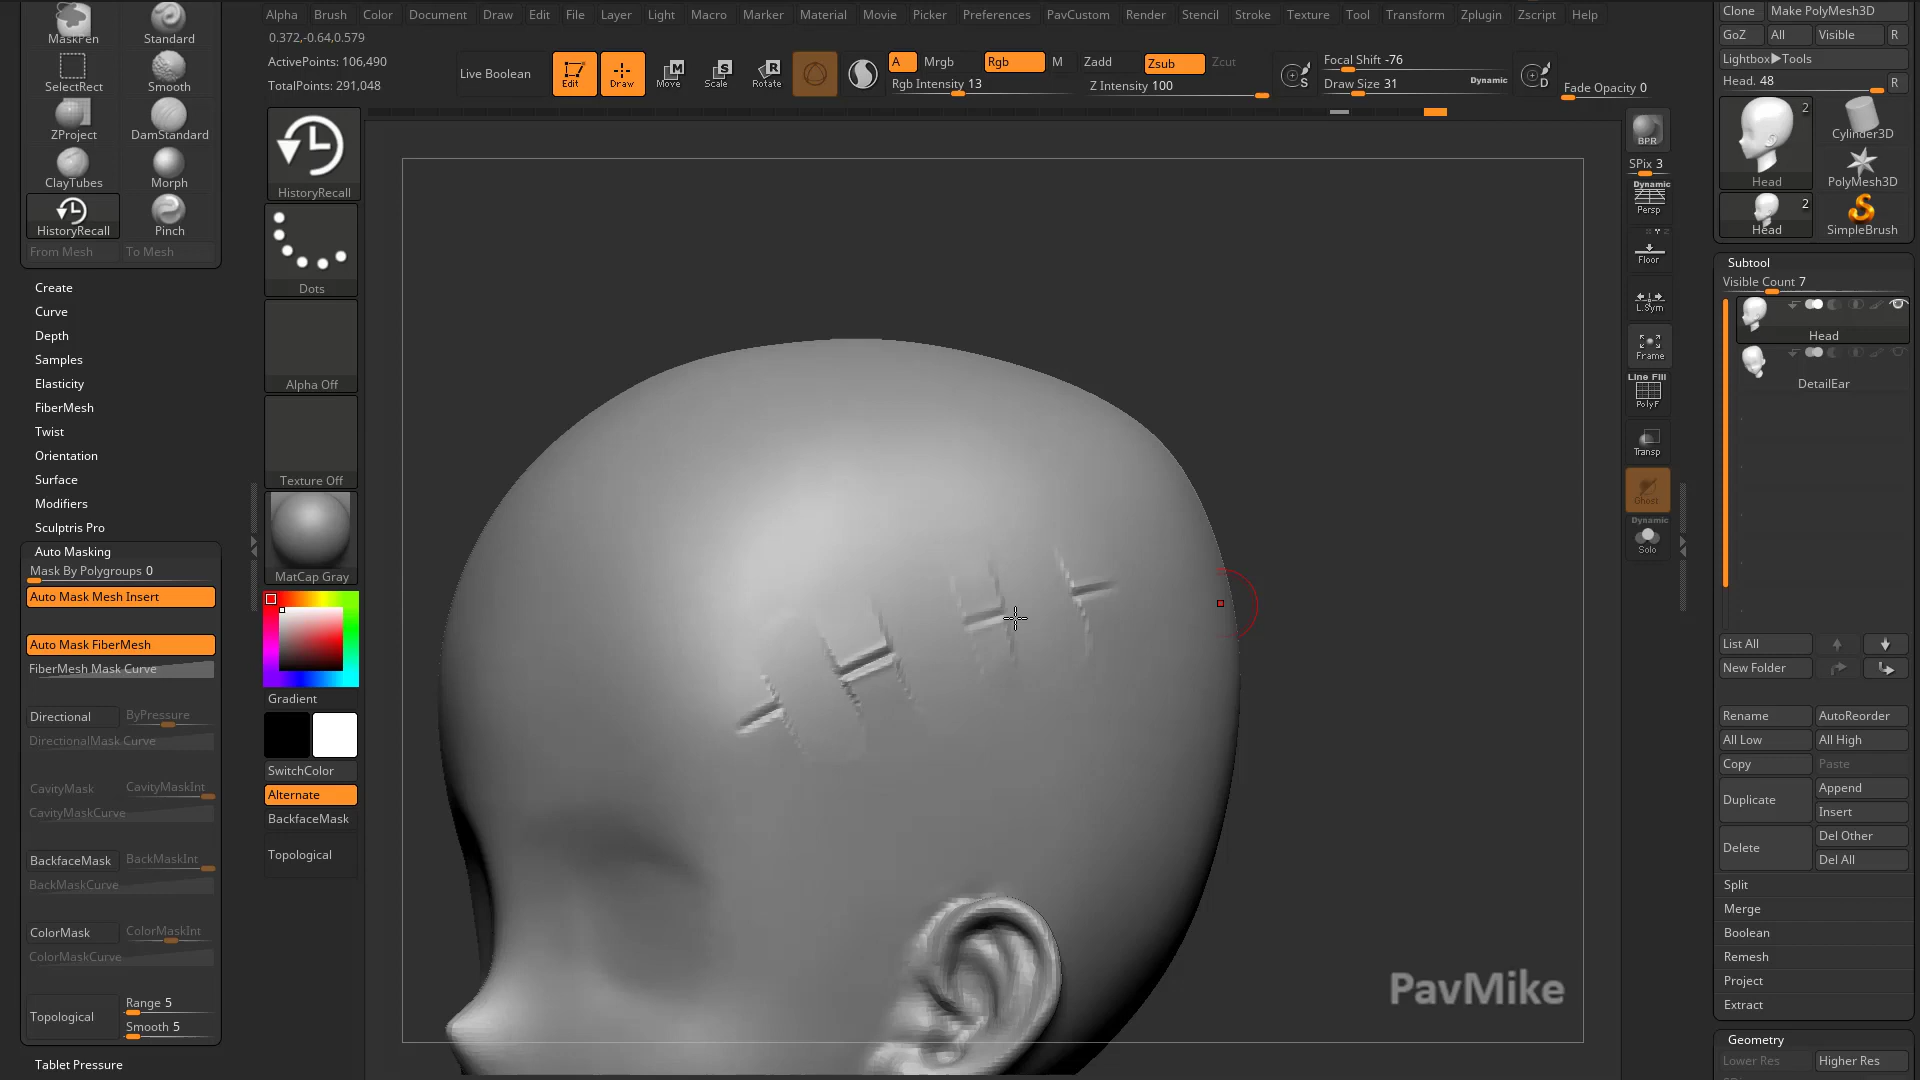 Alpha Brush Color Document Draw Edit File Layer Light Macro Marker Material Movie Picker Preferences PavCustom Render Stencil Stroke Texture Tool Transform Zplugin Zscript Help
0.372,-0.64,0.579
ActivePoints: 106,490
TotalPoints: 291,048
Live Boolean
Edit
Draw
Move
Scale
Rotate
A Mrgb Rgb M Zadd Zsub Zcut
Rgb Intensity 13
Z Intensity 100
Focal Shift -76
Draw Size 31
Dynamic
Fade Opacity 0
MaskPen Standard
SelectRect Smooth
ZProject DamStandard
ClayTubes Morph
HistoryRecall Pinch
From Mesh To Mesh
Create
Curve
Depth
Samples
Elasticity
FiberMesh
Twist
Orientation
Surface
Modifiers
Sculptris Pro
Auto Masking
Mask By Polygroups 0
Auto Mask Mesh Insert
Auto Mask FiberMesh
FiberMesh Mask Curve
Directional ByPressure
DirectionalMask Curve
CavityMask CavityMaskInt
CavityMaskCurve
BackfaceMask BackMaskInt
BackMaskCurve
ColorMask ColorMaskInt
ColorMaskCurve
Topological
Range 5
Smooth 5
Tablet Pressure
HistoryRecall
Dots
Alpha Off
Texture Off
MatCap Gray
Gradient
SwitchColor
Alternate
BackfaceMask
Topological
PavMike
BPR
SPix 3
Dynamic
Persp
Floor
L.Sym
Frame
Line Fill
PolyF
Transp
Ghost
Dynamic
Solo
Clone Make PolyMesh3D
GoZ All Visible R
Lightbox▶Tools
Head. 48 R
2
Head
Cylinder3D
PolyMesh3D
2
Head
SimpleBrush
Subtool
Visible Count 7
Head
DetailEar
List All
New Folder
Rename AutoReorder
All Low All High
Copy Paste
Duplicate Append
Insert
Delete Del Other
Del All
Split
Merge
Boolean
Remesh
Project
Extract
Geometry
Lower Res Higher Res